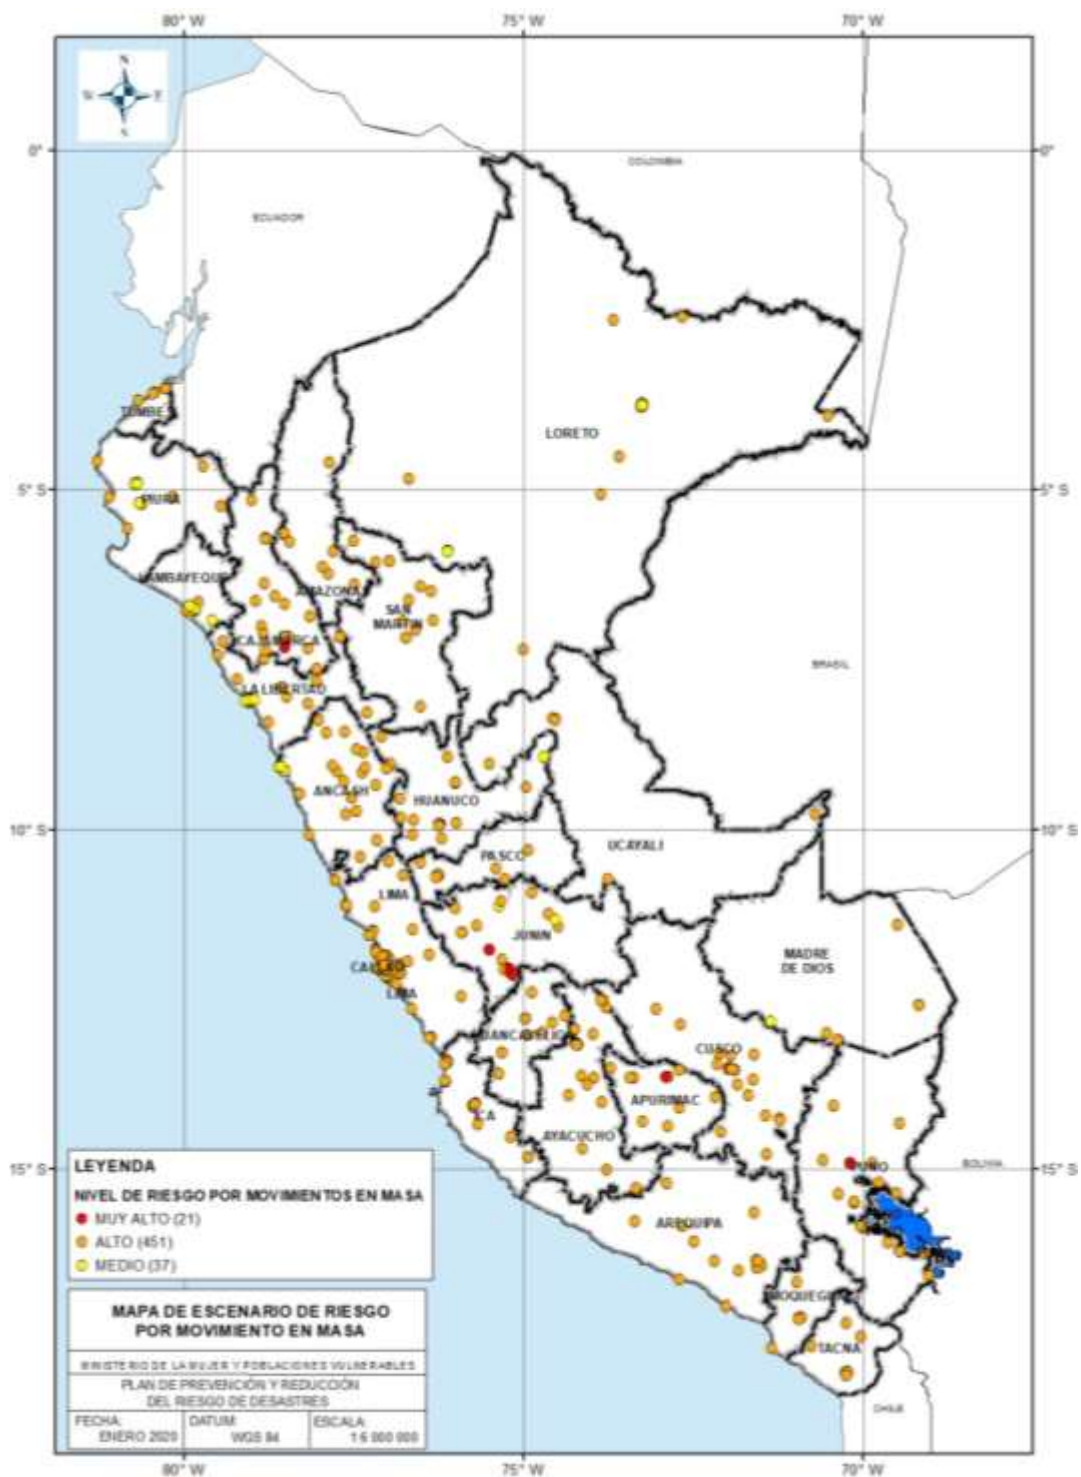 80° W 75° W 70° W
N
W E
S
0° 0°
COLOMBIA
ECUADOR
TUMBE
LORETO
5° S 5° S
PIURA
LAMBAYEQUE
AMAZONA
SAN
MARTIN
CAJAMARCA
BRASIL
LA LIBERTAD
ANCASH
HUANUCO
10° S 10° S
UCAYALI
PASCO
LIMA
JUNIN
MADRE
DE DIOS
CALLAO
LIMA
HUANCAVELICA
CUSCO
APURIMAC
ICA
AYACUCHO
LEYENDA
15° S
PUNO
BOLIVIA
NIVEL DE RIESGO POR MOVIMIENTOS EN MASA
MUY ALTO (21)
AREQUIPA
ALTO (451)
MEDIO (37)
MOQUEGUA
MAPA DE ESCENARIO DE RIESGO
POR MOVIMIENTO EN MASA
TACNA
MINISTERIO DE LA MUJER Y POBLACIONES VULNERABLES
PLAN DE PREVENCIÓN Y REDUCCIÓN
DEL RIESGO DE DESASTRES
CHILE
FECHA: DATUM: ESCALA:
ENERO 2020 WGS 84 1:6 000 000
80° W 75° W 70° W